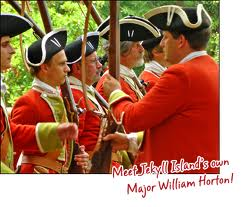 Meet Jekyll Island's own
Major William Horton!